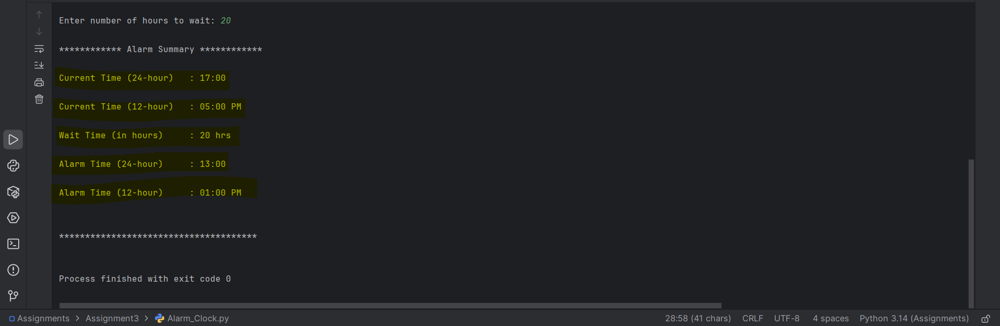 Enter number of hours to wait: 20
************ Alarm Summary ************
Current Time (24-hour)   : 17:00
Current Time (12-hour)   : 05:00 PM
Wait Time (in hours)     : 20 hrs
Alarm Time (24-hour)     : 13:00
Alarm Time (12-hour)     : 01:00 PM
**************************************
Process finished with exit code 0
Assignments > Assignment3 > Alarm_Clock.py 28:58 (41 chars) CRLF UTF-8 4 spaces Python 3.14 (Assignments)